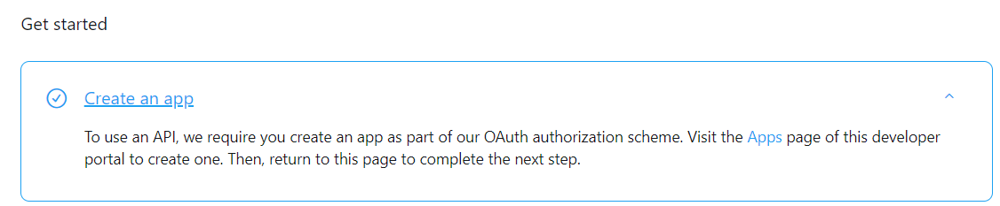 Get started
Create an app
To use an API, we require you create an app as part of our OAuth authorization scheme. Visit the Apps page of this developer
portal to create one. Then, return to this page to complete the next step.